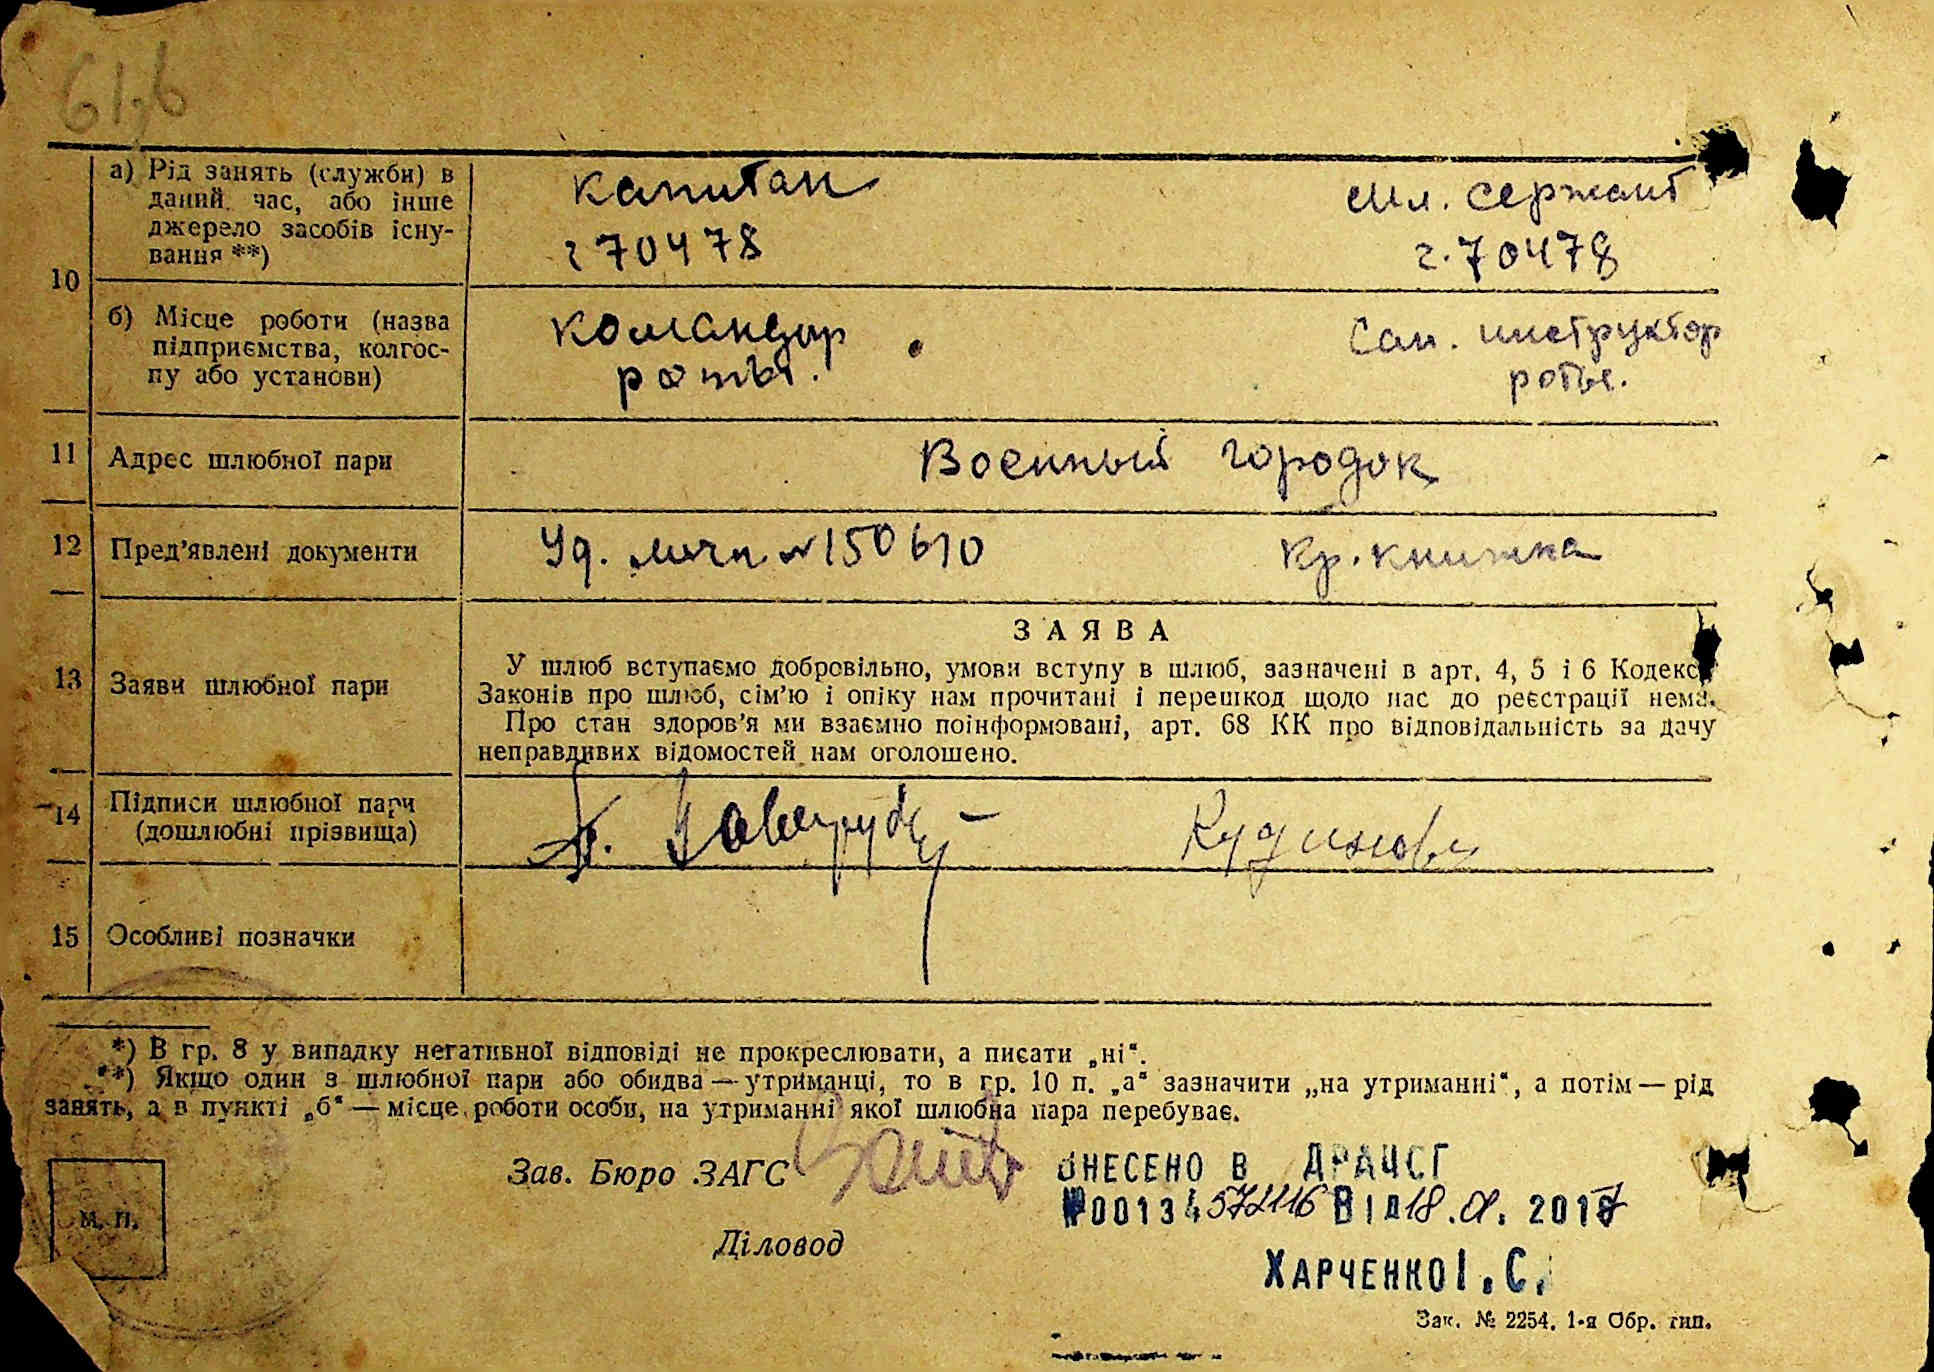 61,6
а) Рід занять (служби) в
даний час, або інше
джерело засобів існу-
вання **)
капитан
ч 70478
мл. сержант
ч. 70478
10
б) Місце роботи (назва
підприємства, колгос-
пу або установи)
командир
роты.
Сан. инструктор
роты.
11 Адрес шлюбної пари
Военный городок
12 Пред’явлені документи
Уд. личн № 150610
Кр. книжка
13 Заяви шлюбної пари
ЗАЯВА
У шлюб вступаємо добровільно, умови вступу в шлюб, зазначені в арт. 4, 5 і 6 Кодекс
Законів про шлюб, сім’ю і опіку нам прочитані і перешкод щодо нас до реєстрації нема.
Про стан здоров’я ми взаємно поінформовані, арт. 68 КК про відповідальність за дачу
неправдивих відомостей нам оголошено.
14 Підписи шлюбної пари
(дошлюбні прізвища)
Кудинова
15 Особливі позначки
*) В гр. 8 у випадку негативної відповіді не прокреслювати, а писати „ні“.
**) Якщо один з шлюбної пари або обидва — утриманці, то в гр. 10 п. „а“ зазначити „на утриманні“, а потім — рід
занять, а в пункті „б“ — місце роботи особи, на утриманні якої шлюбна пара перебуває.
Зав. Бюро ЗАГС
Діловод
М. П.
ВНЕСЕНО В ДРАЦСГ
№00134572116 ВІД 18.01.2017
ХАРЧЕНКО І.С.
Зак. № 2254. 1-я Обр. тип.